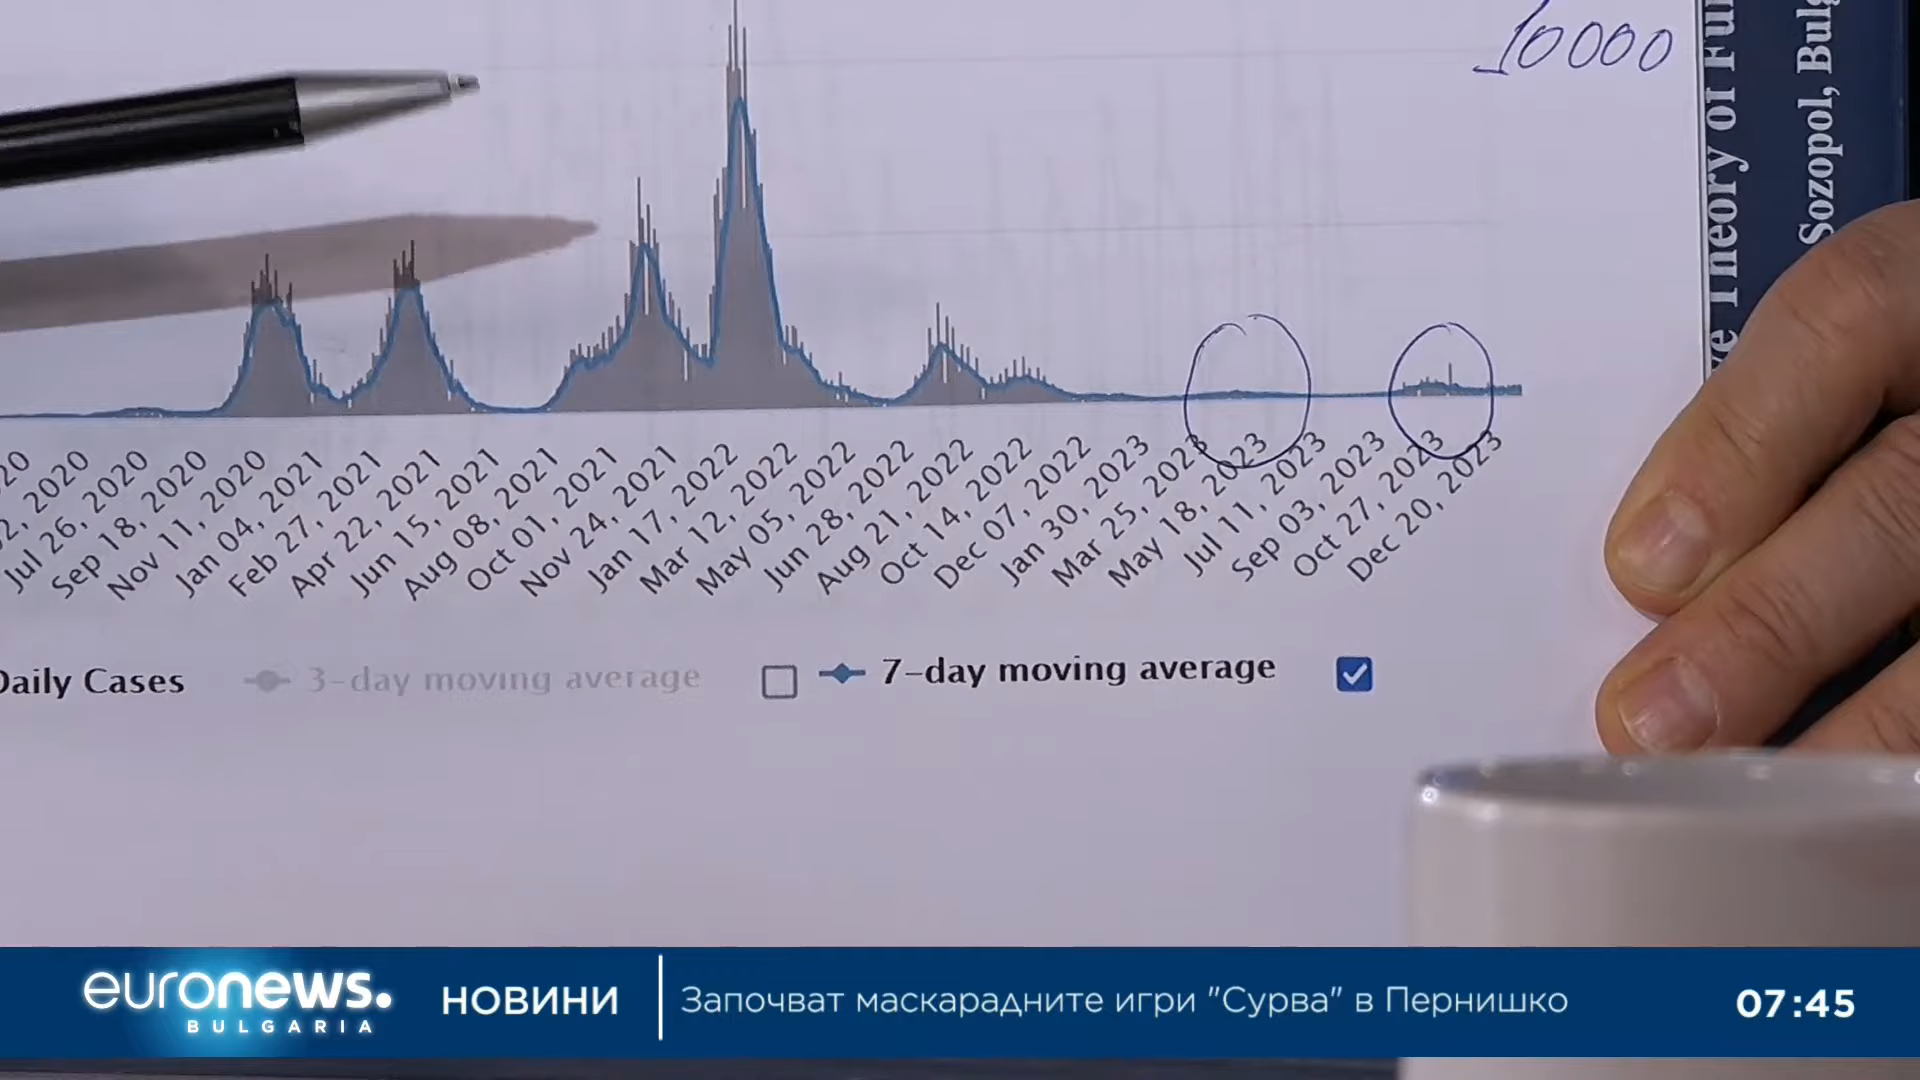 10000
Theory of Fu
Sozopol, Bulg
Jul 26, 2020
Sep 18, 2020
Nov 11, 2020
Jan 04, 2021
Feb 27, 2021
Apr 22, 2021
Jun 15, 2021
Aug 08, 2021
Oct 01, 2021
Nov 24, 2021
Jan 17, 2022
Mar 12, 2022
May 05, 2022
Jun 28, 2022
Aug 21, 2022
Oct 14, 2022
Dec 07, 2022
Jan 30, 2023
Mar 25, 2023
May 18, 2023
Jul 11, 2023
Sep 03, 2023
Oct 27, 2023
Dec 20, 2023
Daily Cases 3-day moving average 7-day moving average
euronews.
BULGARIA
НОВИНИ
Започват маскарадните игри "Сурва" в Пернишко
07:45